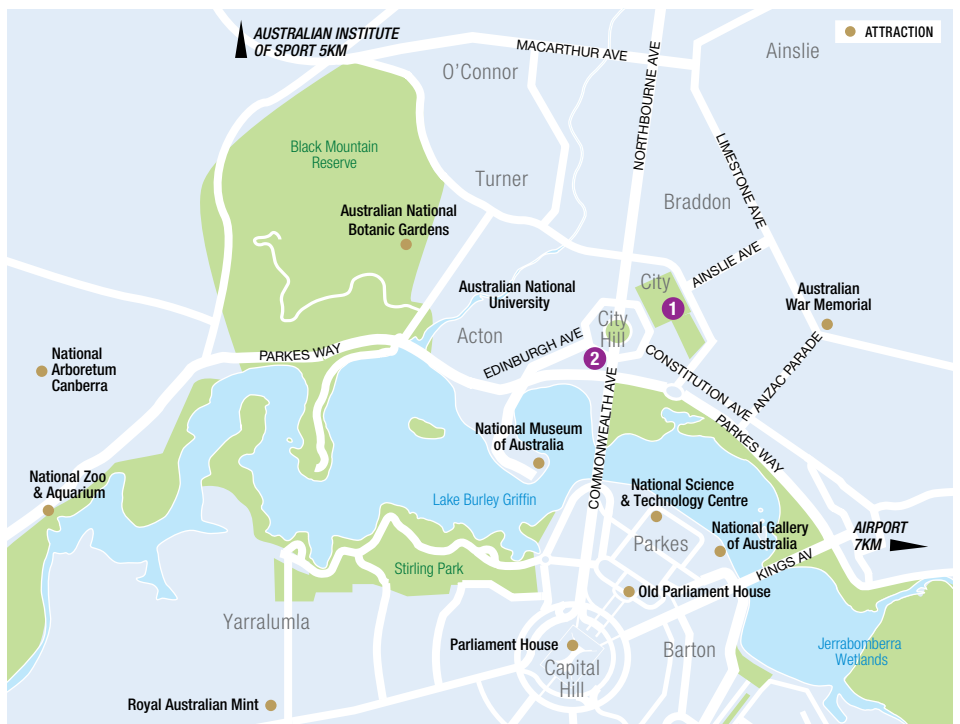 AUSTRALIAN INSTITUTE
OF SPORT 5KM
MACARTHUR AVE
NORTHBOURNE AVE
Ainslie
ATTRACTION
O'Connor
Black Mountain
Reserve
LIMESTONE AVE
Turner
Braddon
Australian National
Botanic Gardens
AINSLIE AVE
City
1
Australian National
University
Australian
War Memorial
Acton
City
Hill
2
EDINBURGH AVE
PARKES WAY
CONSTITUTION AVE
ANZAC PARADE
National
Arboretum
Canberra
COMMONWEALTH AVE
PARKES WAY
National Museum
of Australia
National Zoo
& Aquarium
Lake Burley Griffin
National Science
& Technology Centre
Parkes
National Gallery
of Australia
AIRPORT
7KM
KINGS AV
Stirling Park
Old Parliament House
Yarralumla
Parliament House
Capital
Hill
Barton
Jerrabomberra
Wetlands
Royal Australian Mint